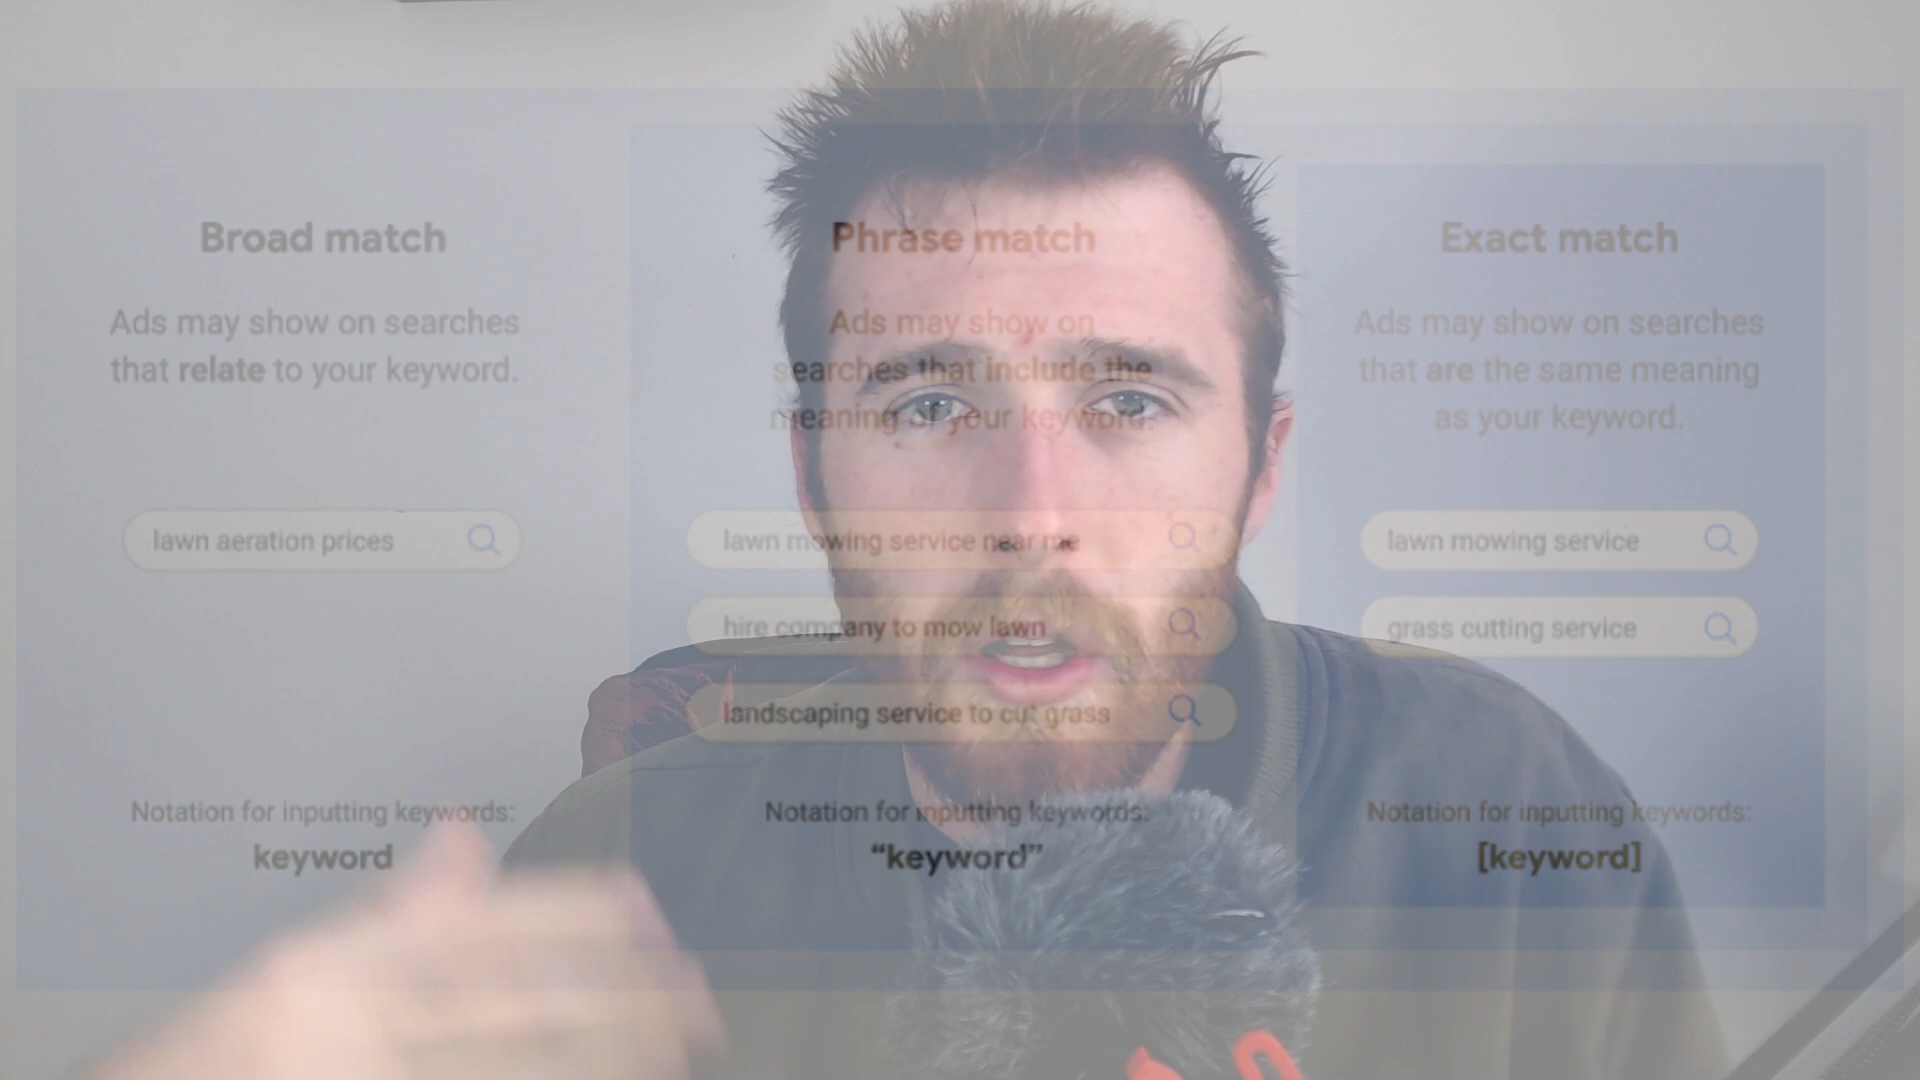 Broad match
Ads may show on searches
that relate to your keyword.
lawn aeration prices
Notation for inputting keywords:
keyword
Phrase match
Ads may show on
searches that include the
meaning of your keyword.
lawn mowing service near me
hire company to mow lawn
landscaping service to cut grass
Notation for inputting keywords:
“keyword”
Exact match
Ads may show on searches
that are the same meaning
as your keyword.
lawn mowing service
grass cutting service
Notation for inputting keywords:
[keyword]